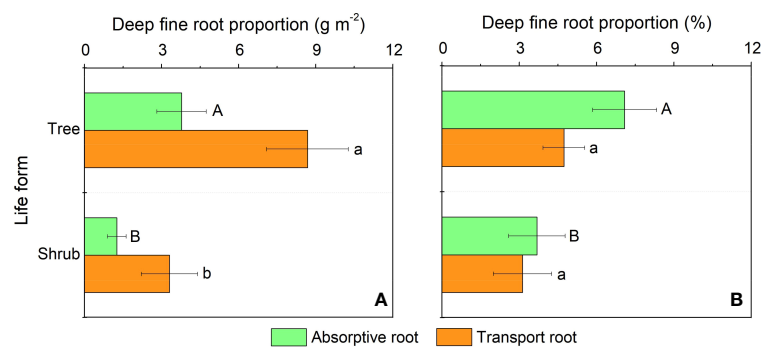 Deep fine root proportion (g m⁻²)
0 3 6 9 12
Deep fine root proportion (%)
0 3 6 9 12
Life form
Tree
A
a
Shrub
B
b
A
A
a
B
a
B
Absorptive root
Transport root